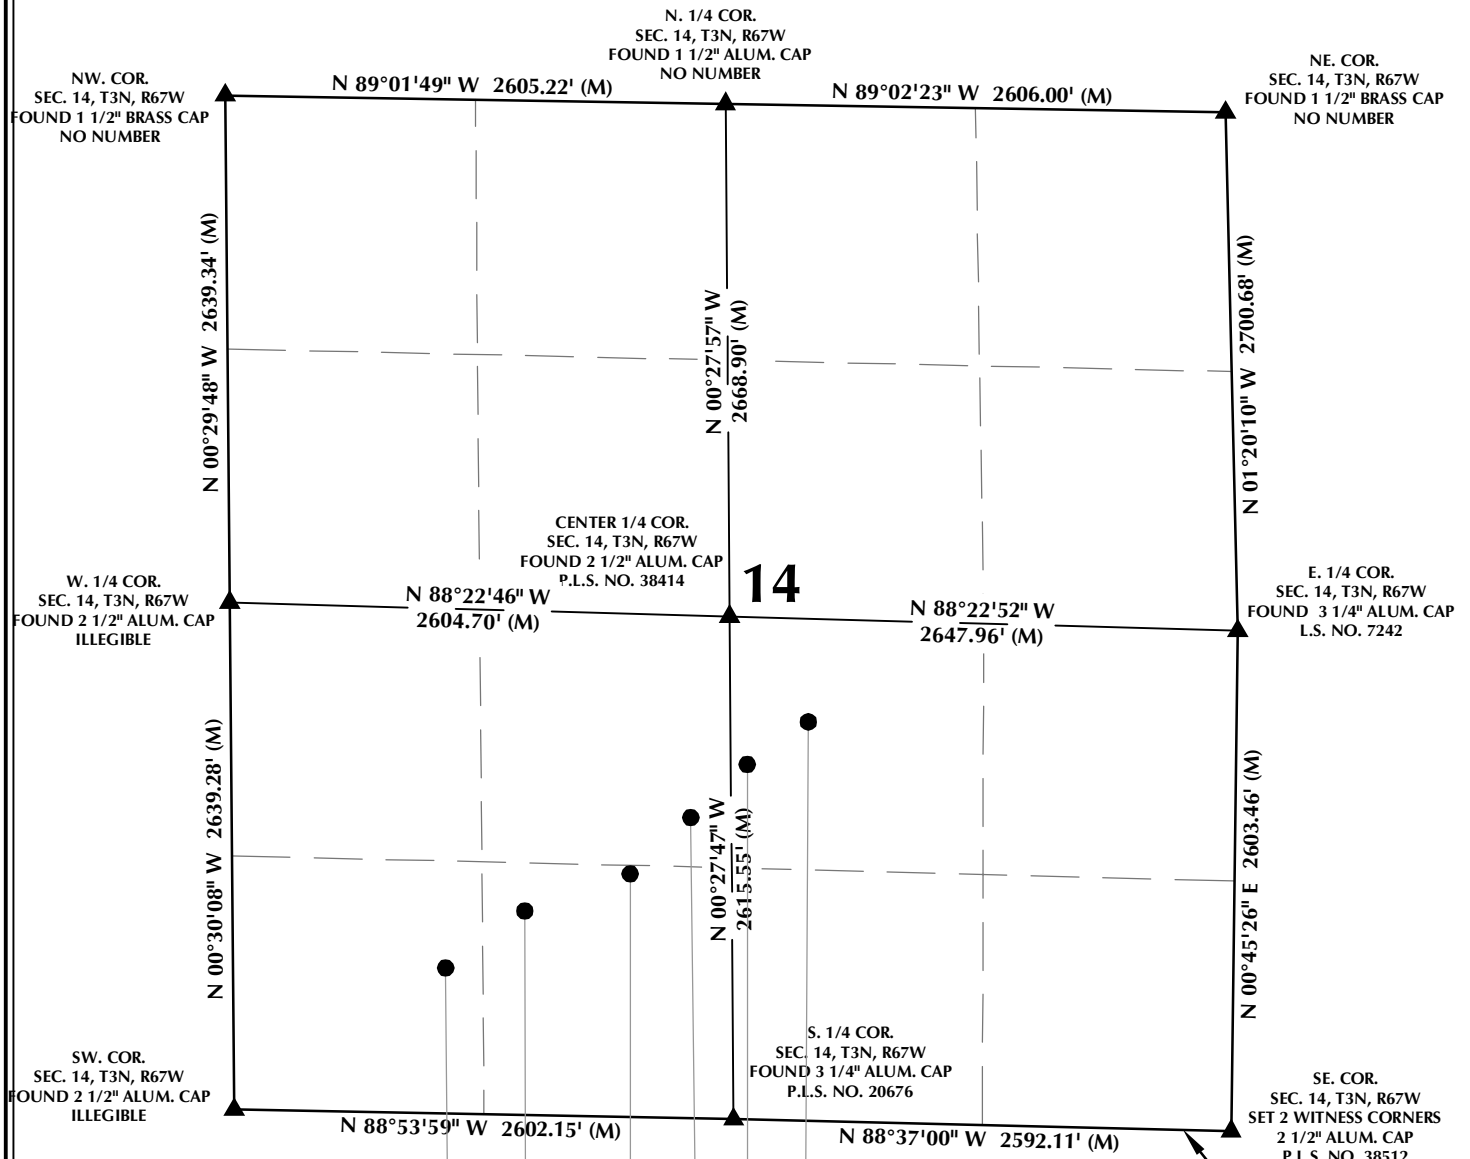 N. 1/4 COR.
SEC. 14, T3N, R67W
FOUND 1 1/2" ALUM. CAP
NO NUMBER
NW. COR.
SEC. 14, T3N, R67W
FOUND 1 1/2" BRASS CAP
NO NUMBER
N 89°01'49" W 2605.22' (M)
N 89°02'23" W 2606.00' (M)
NE. COR.
SEC. 14, T3N, R67W
FOUND 1 1/2" BRASS CAP
NO NUMBER
N 00°29'48" W 2639.34' (M)
N 00°27'57" W
2668.90' (M)
N 01°20'10" W 2700.68' (M)
CENTER 1/4 COR.
SEC. 14, T3N, R67W
FOUND 2 1/2" ALUM. CAP
P.L.S. NO. 38414
14
W. 1/4 COR.
SEC. 14, T3N, R67W
FOUND 2 1/2" ALUM. CAP
ILLEGIBLE
N 88°22'46" W
2604.70' (M)
N 88°22'52" W
2647.96' (M)
E. 1/4 COR.
SEC. 14, T3N, R67W
FOUND 3 1/4" ALUM. CAP
L.S. NO. 7242
N 00°30'08" W 2639.28' (M)
N 00°27'47" W
2615.55' (M)
N 00°45'26" E 2603.46' (M)
SW. COR.
SEC. 14, T3N, R67W
FOUND 2 1/2" ALUM. CAP
ILLEGIBLE
S. 1/4 COR.
SEC. 14, T3N, R67W
FOUND 3 1/4" ALUM. CAP
P.L.S. NO. 20676
N 88°53'59" W 2602.15' (M)
N 88°37'00" W 2592.11' (M)
SE. COR.
SEC. 14, T3N, R67W
SET 2 WITNESS CORNERS
2 1/2" ALUM. CAP
P.L.S. NO. 38512